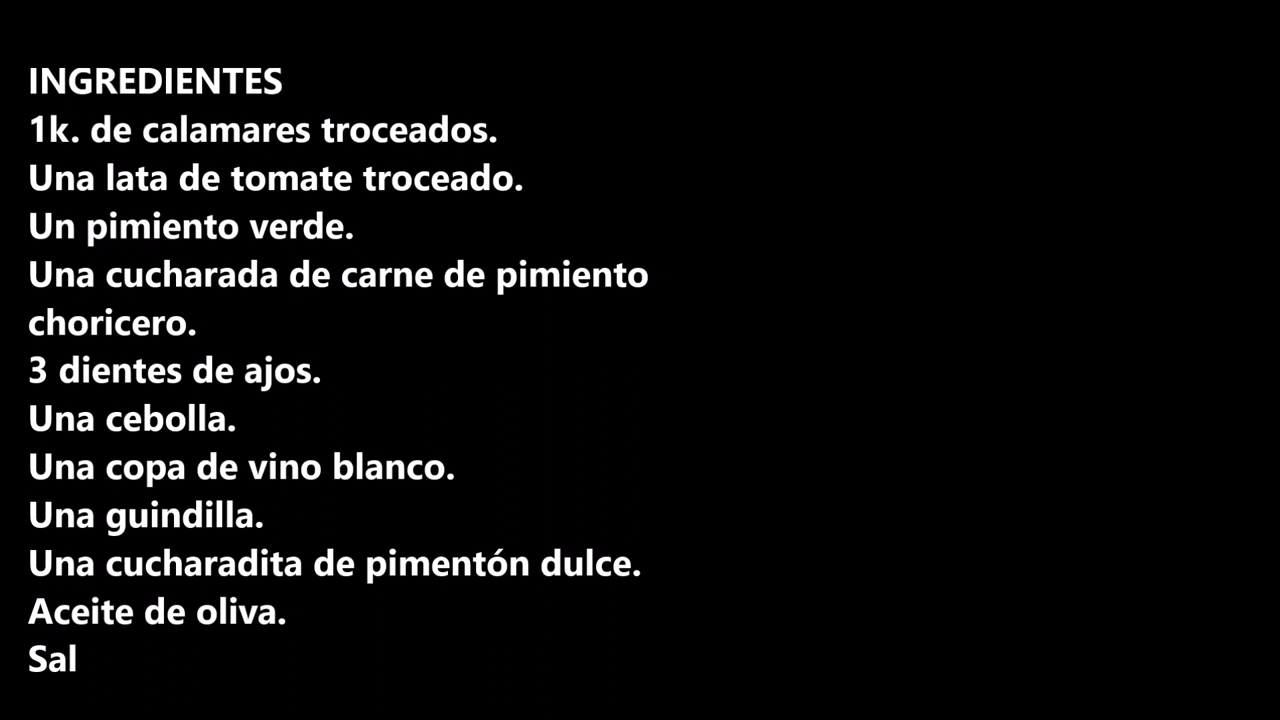 INGREDIENTES
1k. de calamares troceados.
Una lata de tomate troceado.
Un pimiento verde.
Una cucharada de carne de pimiento
choricero.
3 dientes de ajos.
Una cebolla.
Una copa de vino blanco.
Una guindilla.
Una cucharadita de pimentón dulce.
Aceite de oliva.
Sal